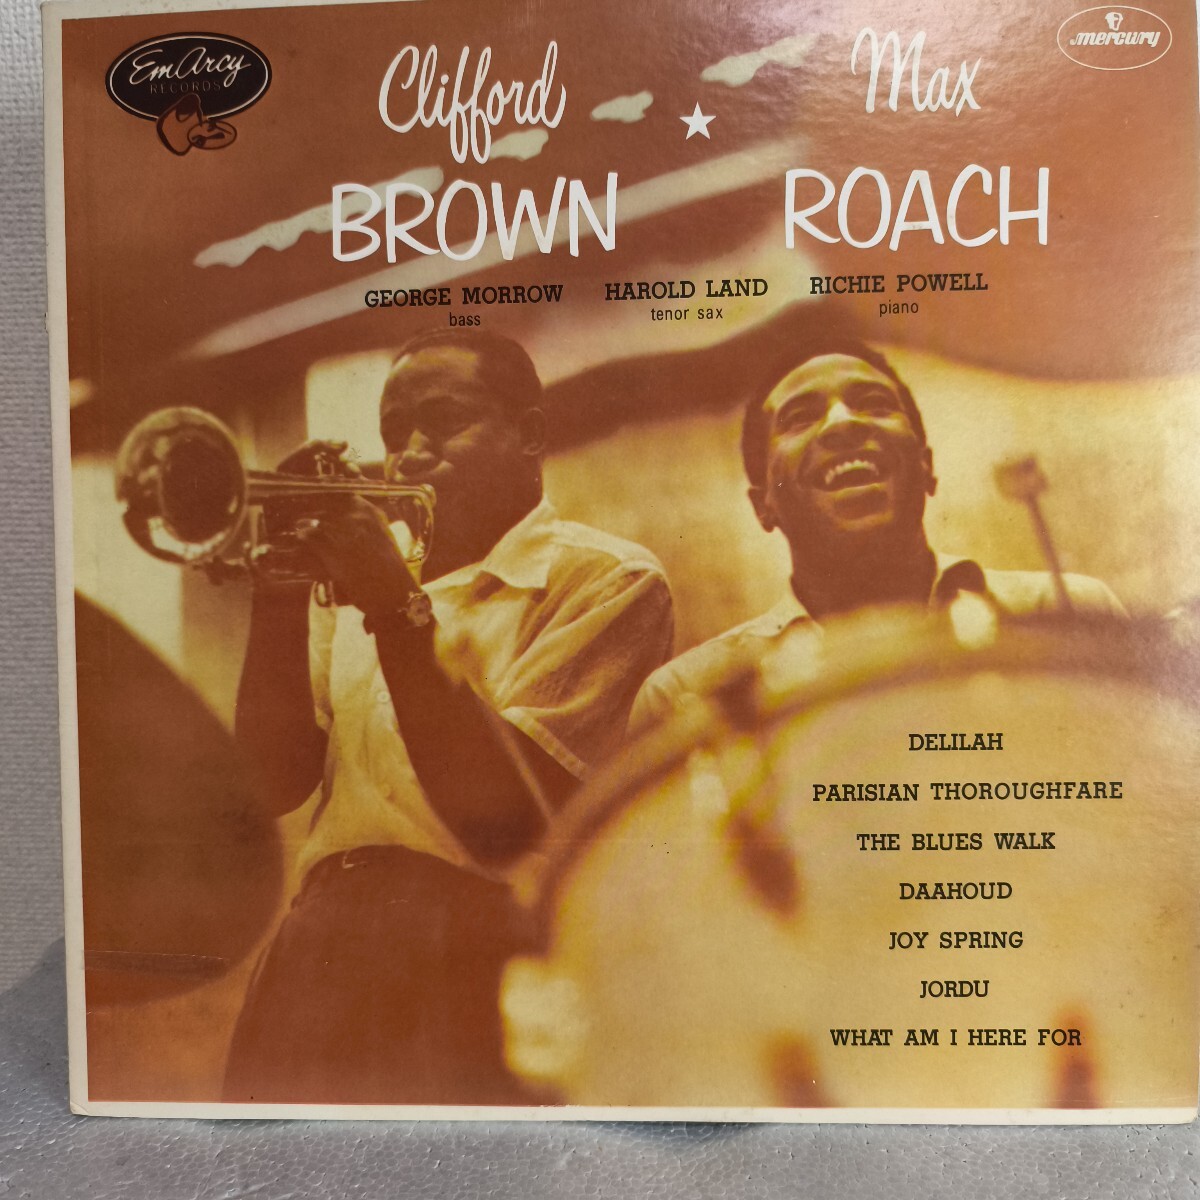 EmArcy
RECORDS
Clifford
BROWN
Max
ROACH
mercury
GEORGE MORROW
bass
HAROLD LAND
tenor sax
RICHIE POWELL
piano
DELILAH
PARISIAN THOROUGHFARE
THE BLUES WALK
DAAHOUD
JOY SPRING
JORDU
WHAT AM I HERE FOR